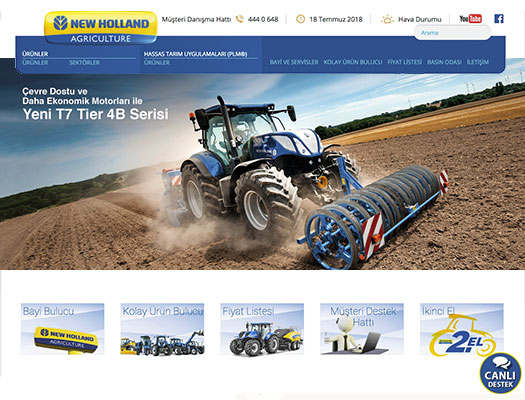 NEW HOLLAND
AGRICULTURE
Müşteri Danışma Hattı 444 0 648 18 Temmuz 2018 Hava Durumu YouTube
Arama
ÜRÜNLER HASSAS TARIM UYGULAMALARI (PLM®)
ÜRÜNLER SEKTÖRLER ÜRÜNLER BAYİ VE SERVİSLER KOLAY ÜRÜN BULUCU FİYAT LİSTESİ BASIN ODASI İLETİŞİM
Çevre Dostu ve
Daha Ekonomik Motorları ile
Yeni T7 Tier 4B Serisi
Bayi Bulucu
NEW HOLLAND
AGRICULTURE
Kolay Ürün Bulucu
Fiyat Listesi
Müşteri Destek
Hattı
İkinci El
2.EL
CANLI
DESTEK